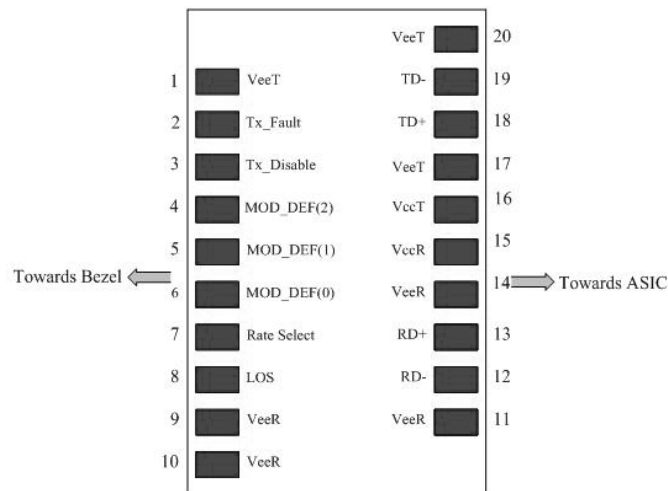 VeeT 20
1 VeeT TD- 19
2 Tx_Fault TD+ 18
3 Tx_Disable VeeT 17
4 MOD_DEF(2) VccT 16
5 MOD_DEF(1) VccR 15
Towards Bezel
6 MOD_DEF(0) VeeR 14
Towards ASIC
7 Rate Select RD+ 13
8 LOS RD- 12
9 VeeR VeeR 11
10 VeeR